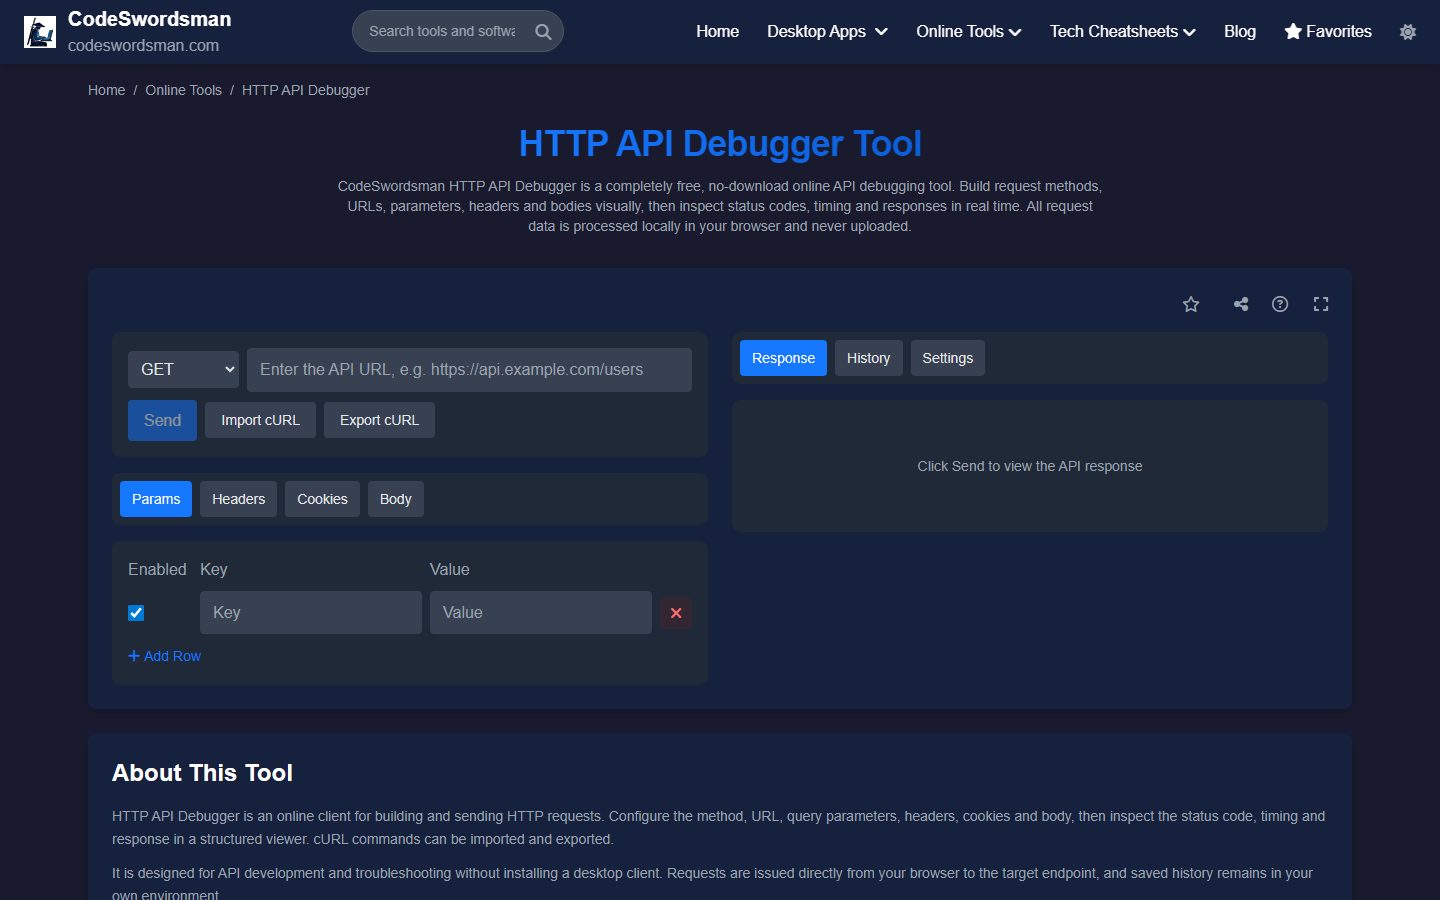 CodeSwordsman
codeswordsman.com
Search tools and softwa
Home
Desktop Apps
Online Tools
Tech Cheatsheets
Blog
Favorites
Home / Online Tools / HTTP API Debugger
HTTP API Debugger Tool
CodeSwordsman HTTP API Debugger is a completely free, no-download online API debugging tool. Build request methods,
URLs, parameters, headers and bodies visually, then inspect status codes, timing and responses in real time. All request
data is processed locally in your browser and never uploaded.
GET
Enter the API URL, e.g. https://api.example.com/users
Send
Import cURL
Export cURL
Params
Headers
Cookies
Body
Enabled
Key
Value
Key
Value
Add Row
Response
History
Settings
Click Send to view the API response
About This Tool
HTTP API Debugger is an online client for building and sending HTTP requests. Configure the method, URL, query parameters, headers, cookies and body, then inspect the status code, timing and
response in a structured viewer. cURL commands can be imported and exported.
It is designed for API development and troubleshooting without installing a desktop client. Requests are issued directly from your browser to the target endpoint, and saved history remains in your
own environment.